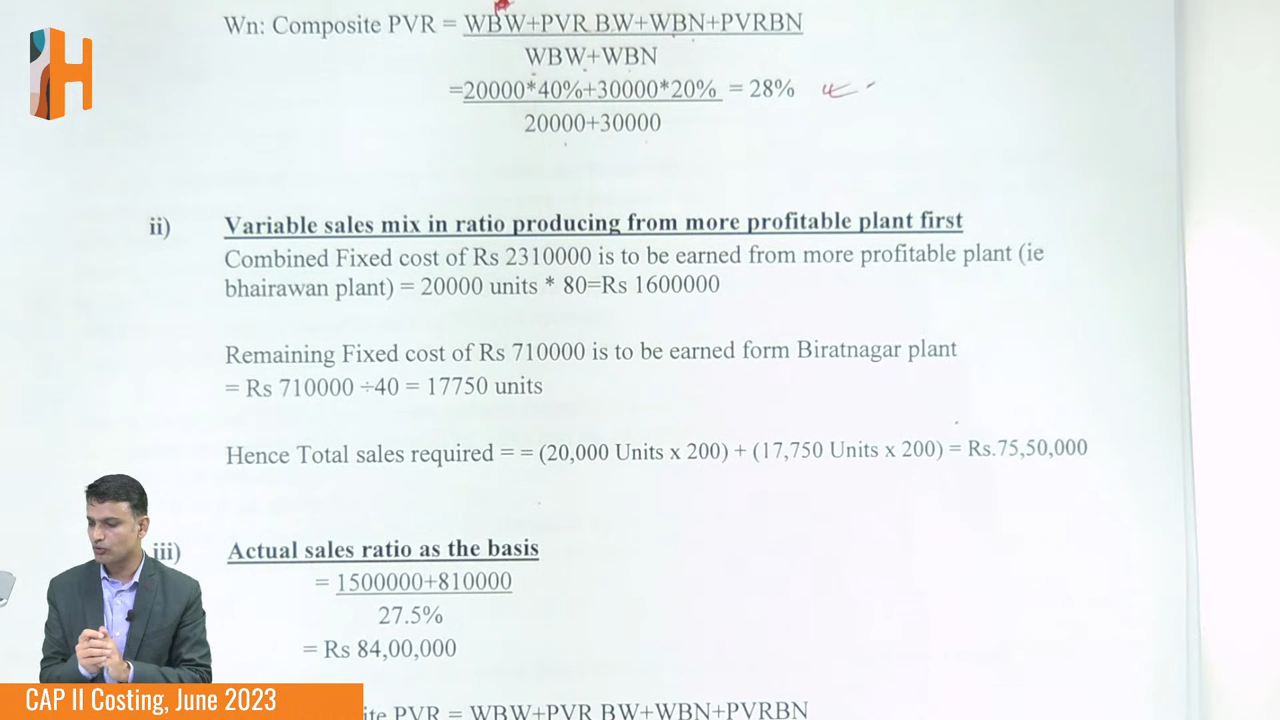 H
Wn: Composite PVR = WBW+PVR BW+WBN+PVRBN
WBW+WBN
=20000*40%+30000*20% = 28%
20000+30000
ii) Variable sales mix in ratio producing from more profitable plant first
Combined Fixed cost of Rs 2310000 is to be earned from more profitable plant (ie
bhairawan plant) = 20000 units * 80=Rs 1600000
Remaining Fixed cost of Rs 710000 is to be earned form Biratnagar plant
= Rs 710000 ÷40 = 17750 units
Hence Total sales required = = (20,000 Units x 200) + (17,750 Units x 200) = Rs.75,50,000
iii) Actual sales ratio as the basis
= 1500000+810000
27.5%
= Rs 84,00,000
ite PVR = WBW+PVR BW+WBN+PVRBN
CAP II Costing, June 2023